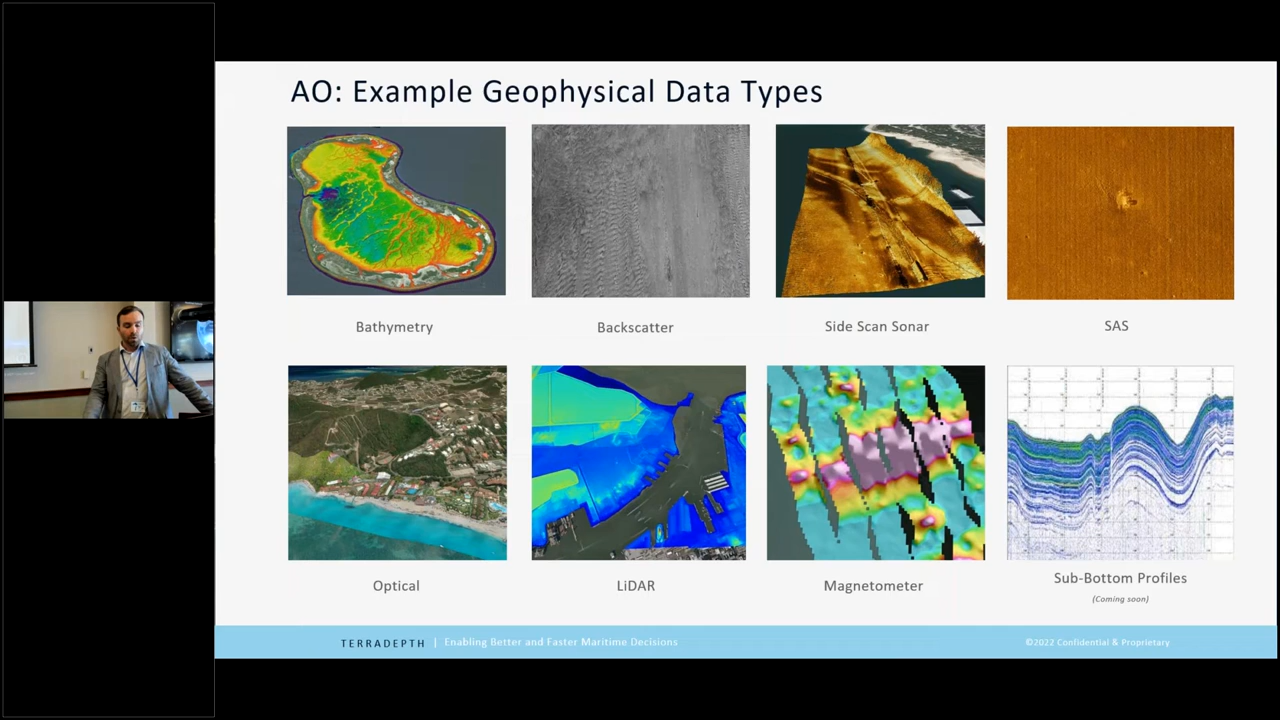 AO: Example Geophysical Data Types
Bathymetry
Backscatter
Side Scan Sonar
SAS
Optical
LiDAR
Magnetometer
Sub-Bottom Profiles
(Coming soon)
TERRADEPTH | Enabling Better and Faster Maritime Decisions
©2022 Confidential & Proprietary